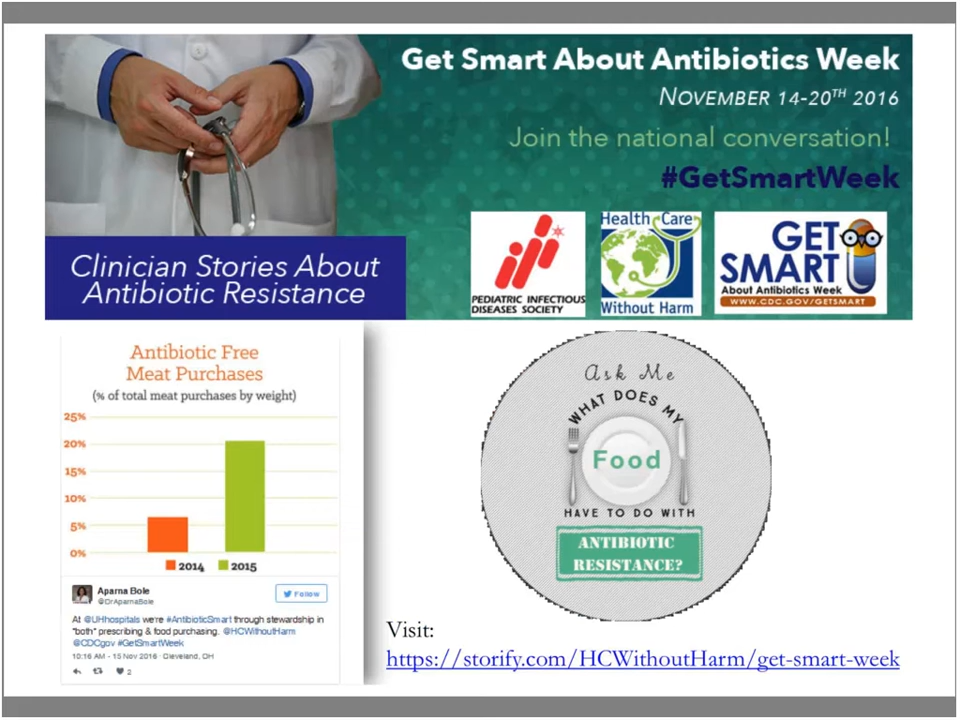 Get Smart About Antibiotics Week
NOVEMBER 14-20TH 2016
Join the national conversation!
#GetSmartWeek
Clinician Stories About
Antibiotic Resistance
PEDIATRIC INFECTIOUS
DISEASES SOCIETY
Health Care
Without Harm
GET
SMART
About Antibiotics Week
WWW.CDC.GOV/GETSMART
Antibiotic Free
Meat Purchases
(% of total meat purchases by weight)
25%
20%
15%
10%
5%
0%
2014 2015
Aparna Bole
@DrAparnaBole
Follow
At @UHhospitals we're #AntibioticSmart through stewardship in
*both* prescribing & food purchasing. @HCWithoutHarm
@CDCgov #GetSmartWeek
10:16 AM - 15 Nov 2016 · Cleveland, OH
2
Ask Me
WHAT DOES MY
Food
HAVE TO DO WITH
ANTIBIOTIC
RESISTANCE?
Visit:
https://storify.com/HCWithoutHarm/get-smart-week